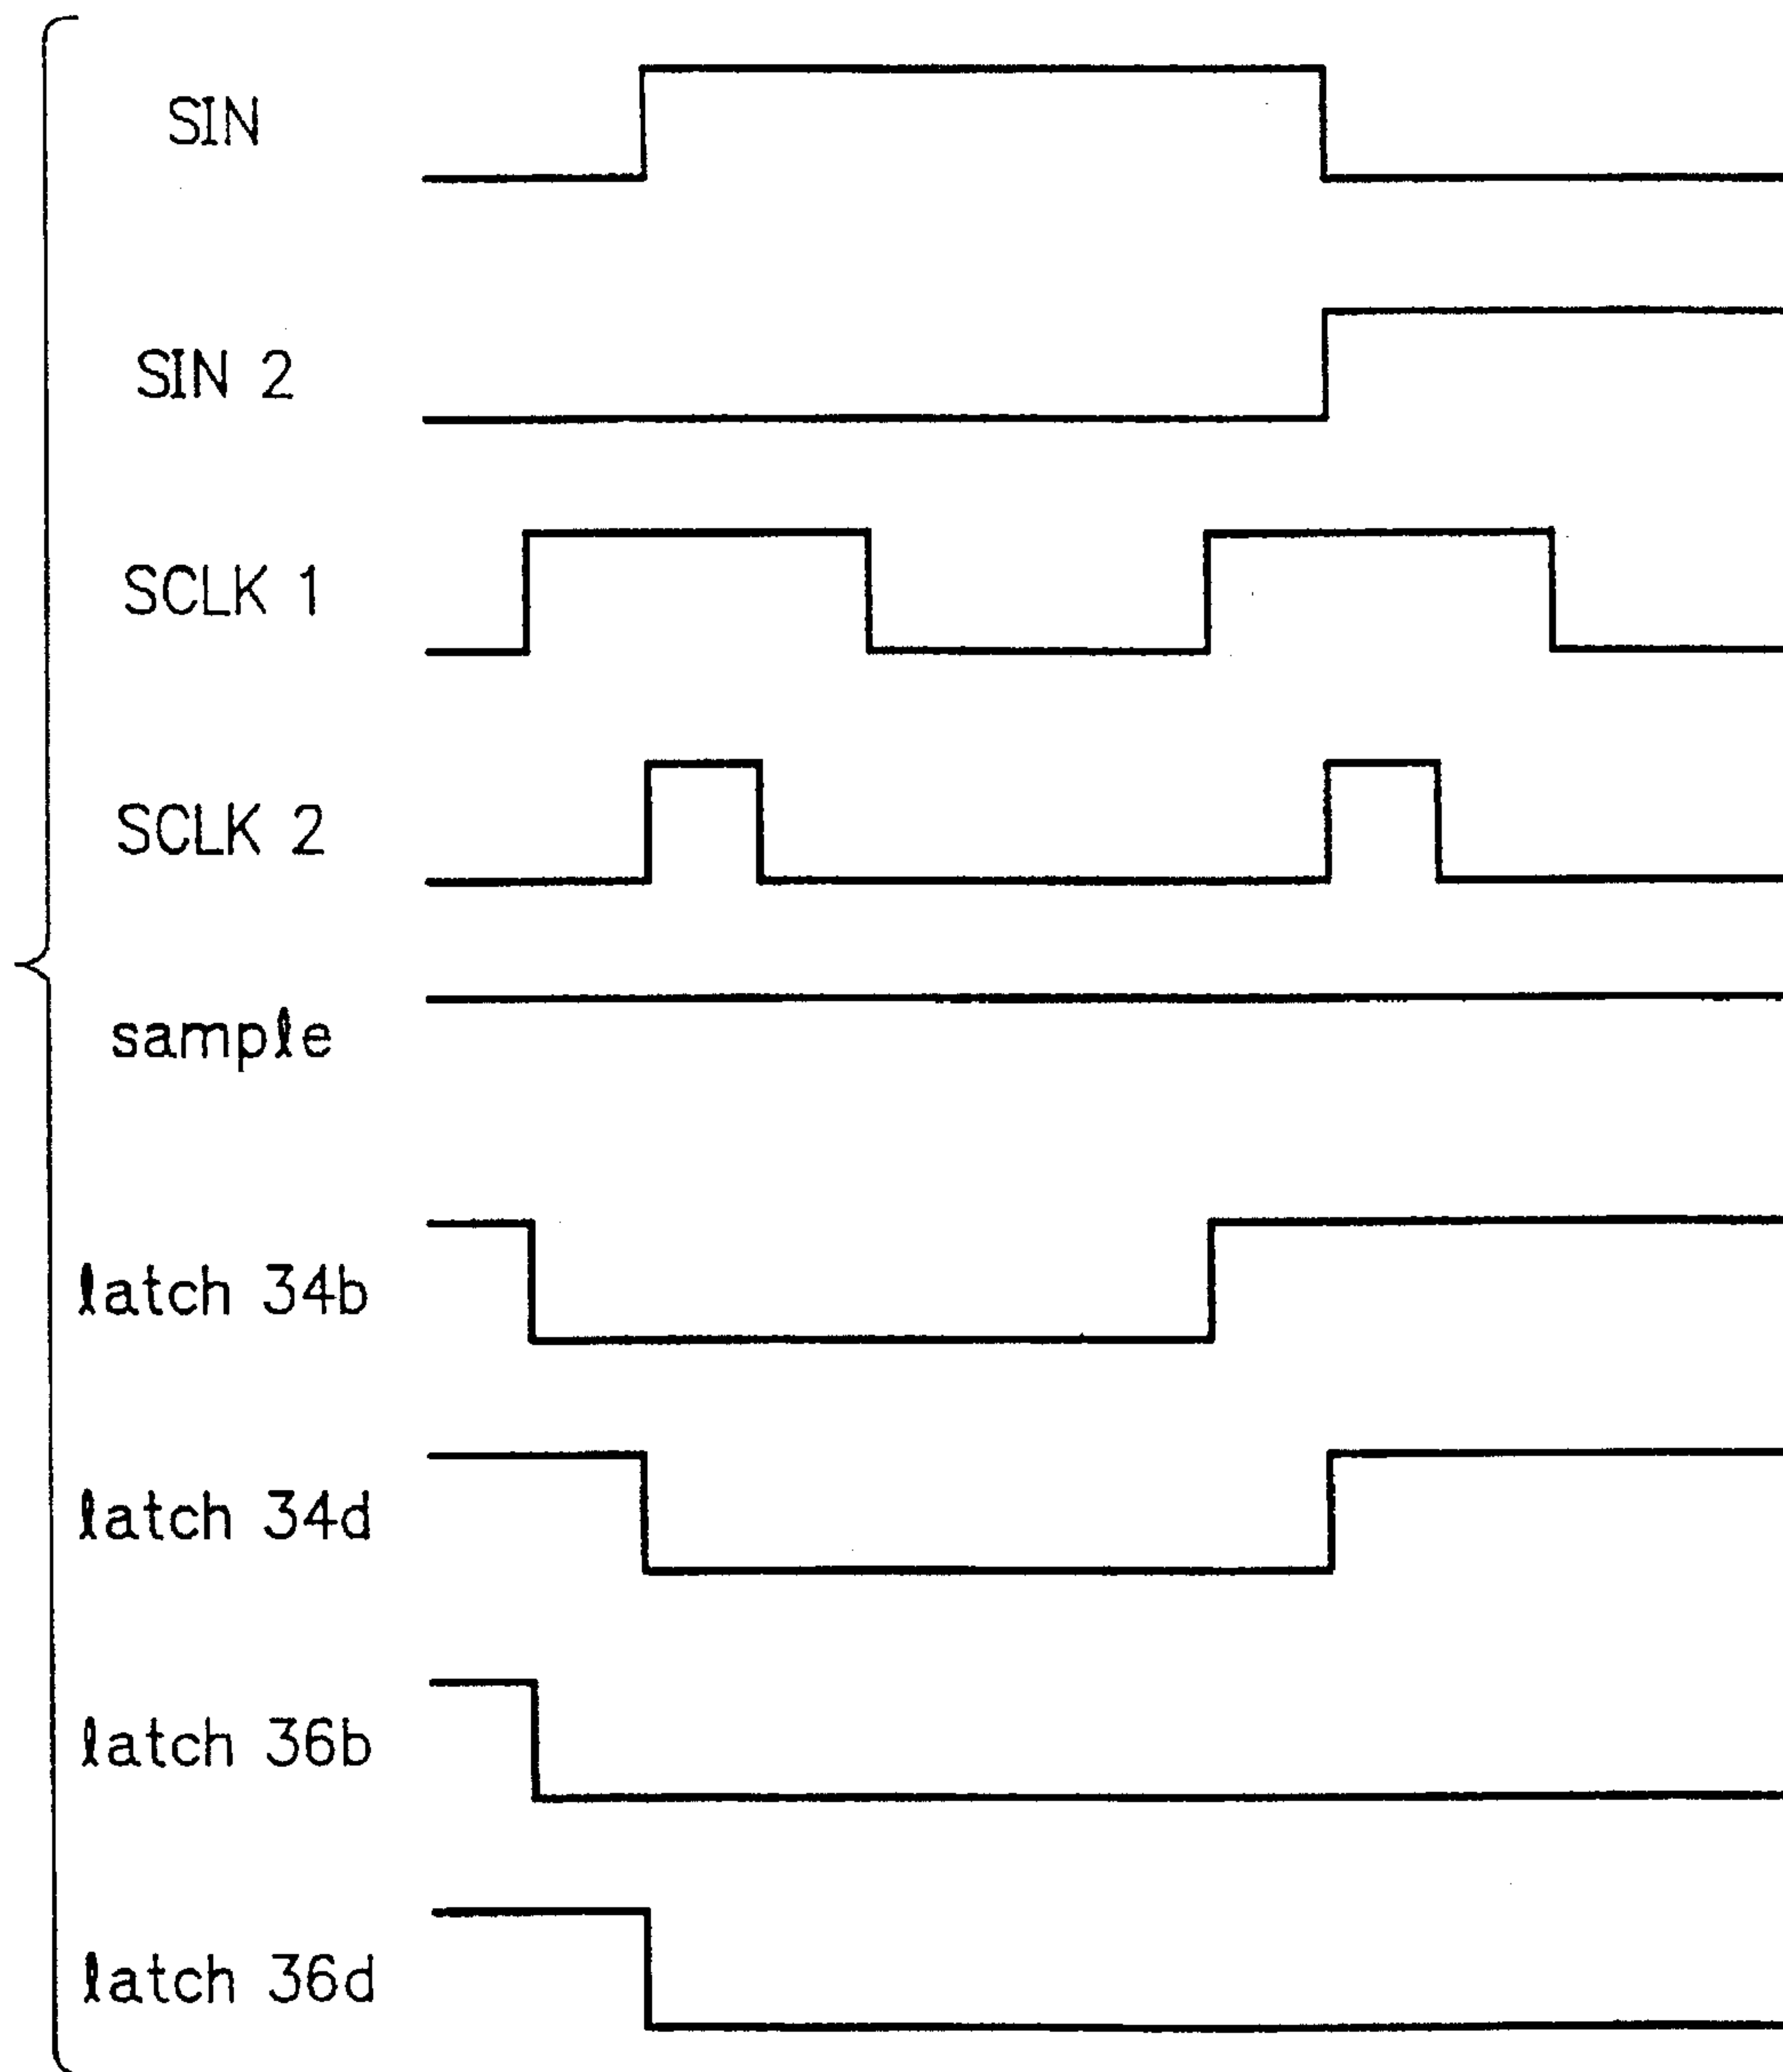 SIN
SIN 2
SCLK 1
SCLK 2
sample
latch 34b
latch 34d
latch 36b
latch 36d